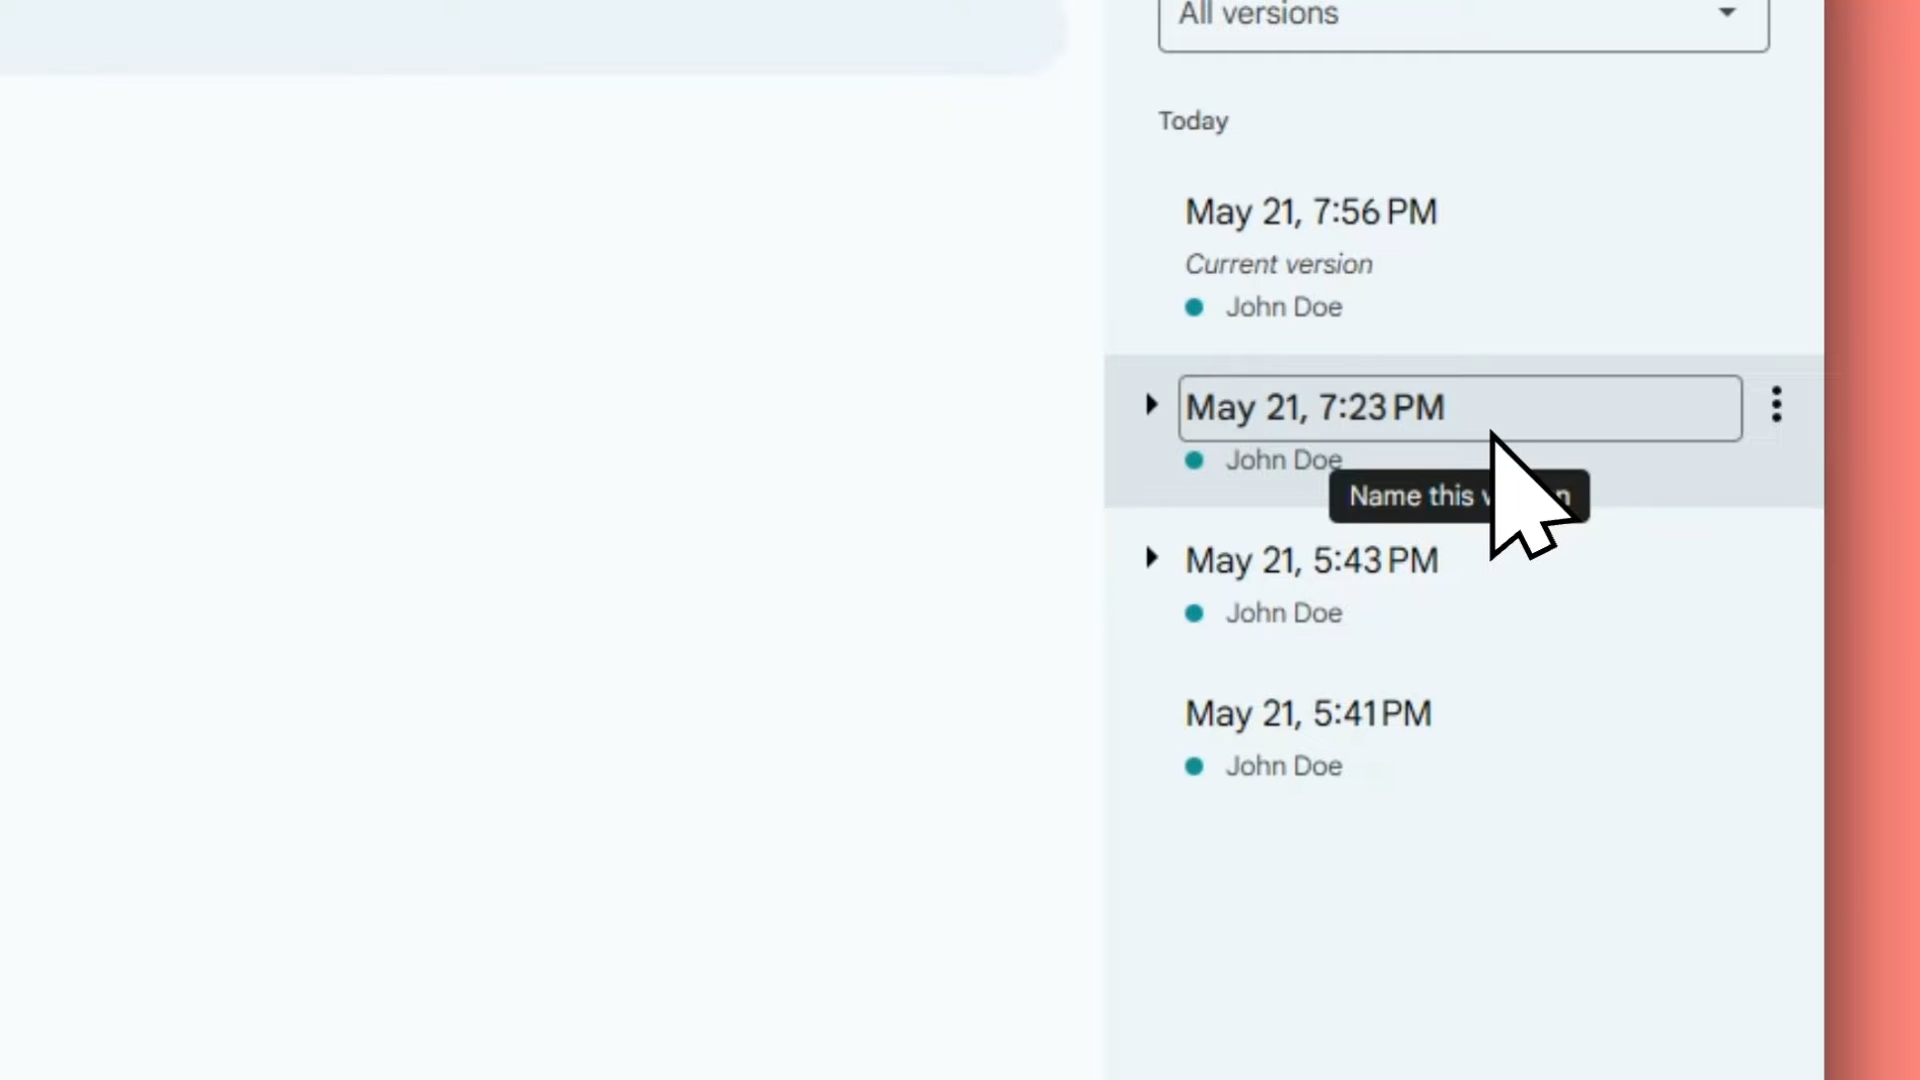 All versions
Today
May 21, 7:56 PM
Current version
John Doe
May 21, 7:23 PM
John Doe
Name this
May 21, 5:43 PM
John Doe
May 21, 5:41 PM
John Doe